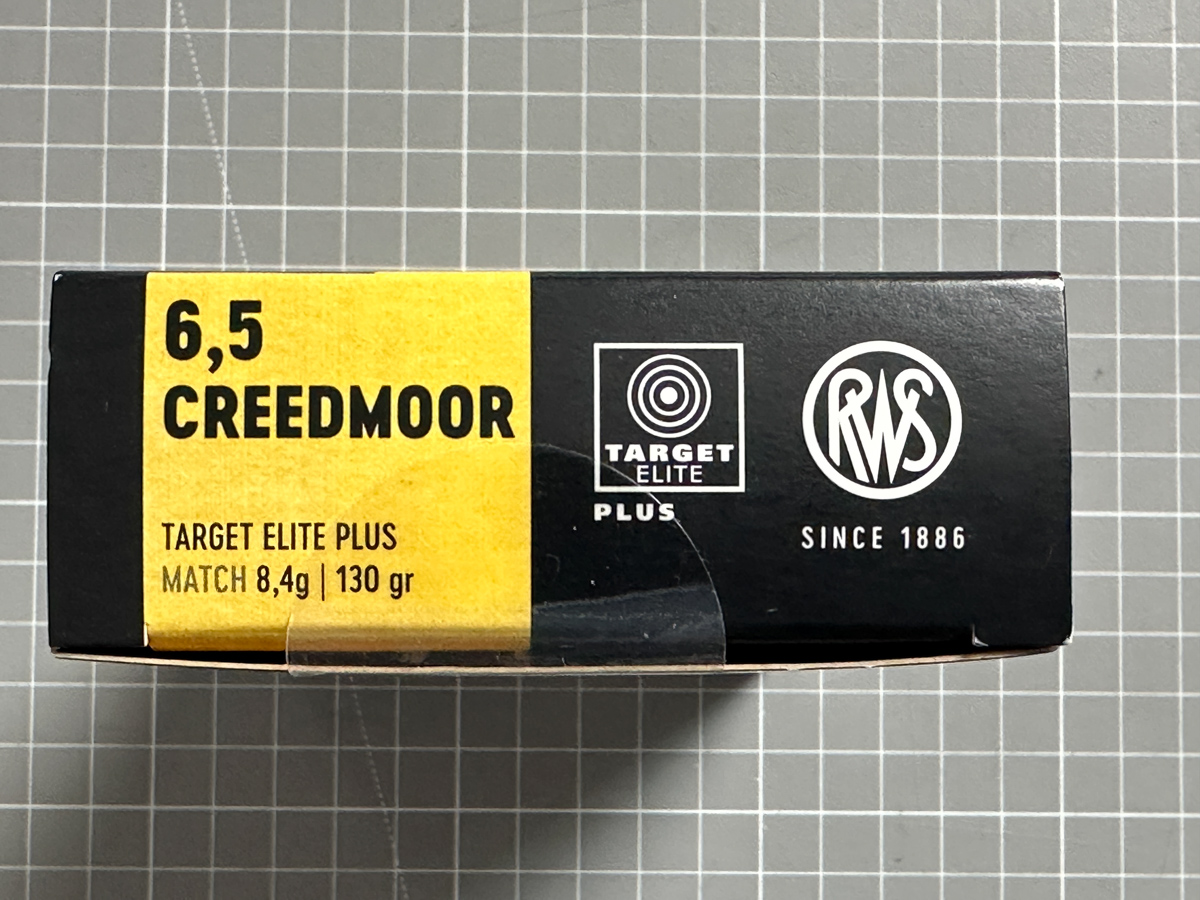 6,5
CREEDMOOR
TARGET ELITE PLUS
MATCH 8,4g | 130 gr
TARGET
ELITE
PLUS
RWS
SINCE 1886